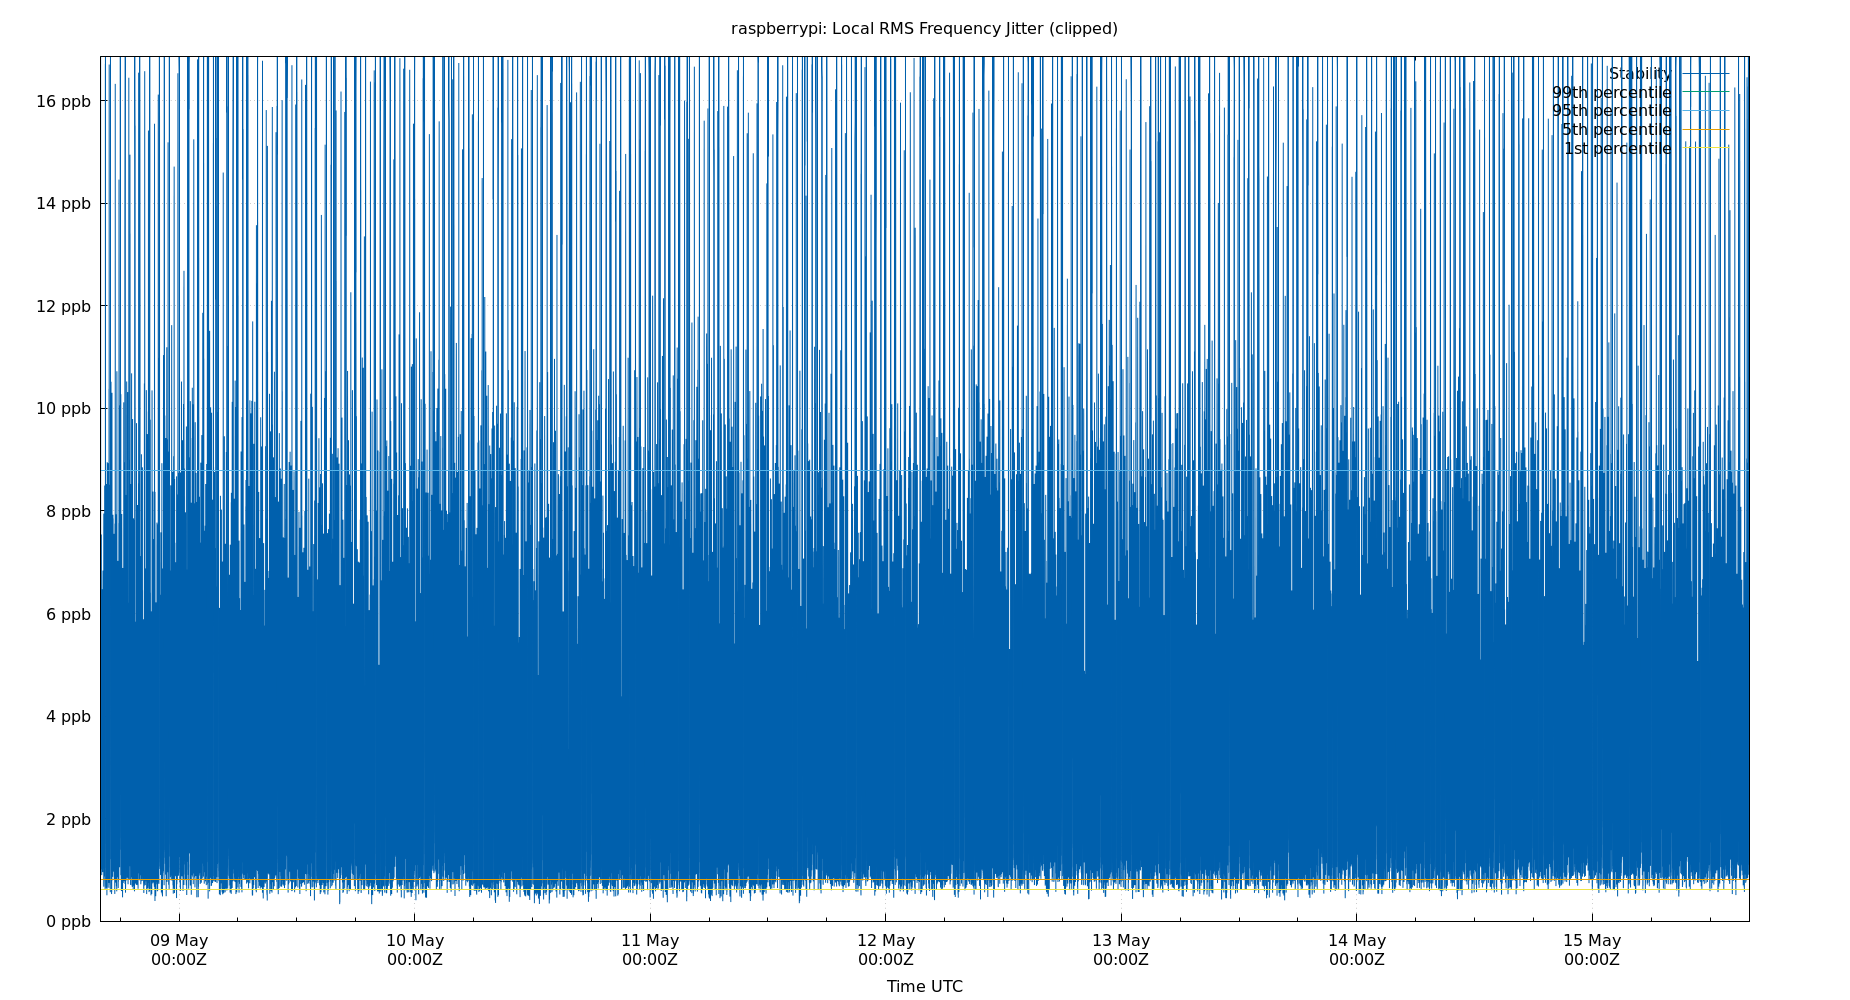 raspberrypi: Local RMS Frequency Jitter (clipped)
Stability
99th percentile
95th percentile
5th percentile
1st percentile
16 ppb
14 ppb
12 ppb
10 ppb
8 ppb
6 ppb
4 ppb
2 ppb
0 ppb
09 May 10 May 11 May 12 May 13 May 14 May 15 May
00:00Z 00:00Z 00:00Z 00:00Z 00:00Z 00:00Z 00:00Z
Time UTC